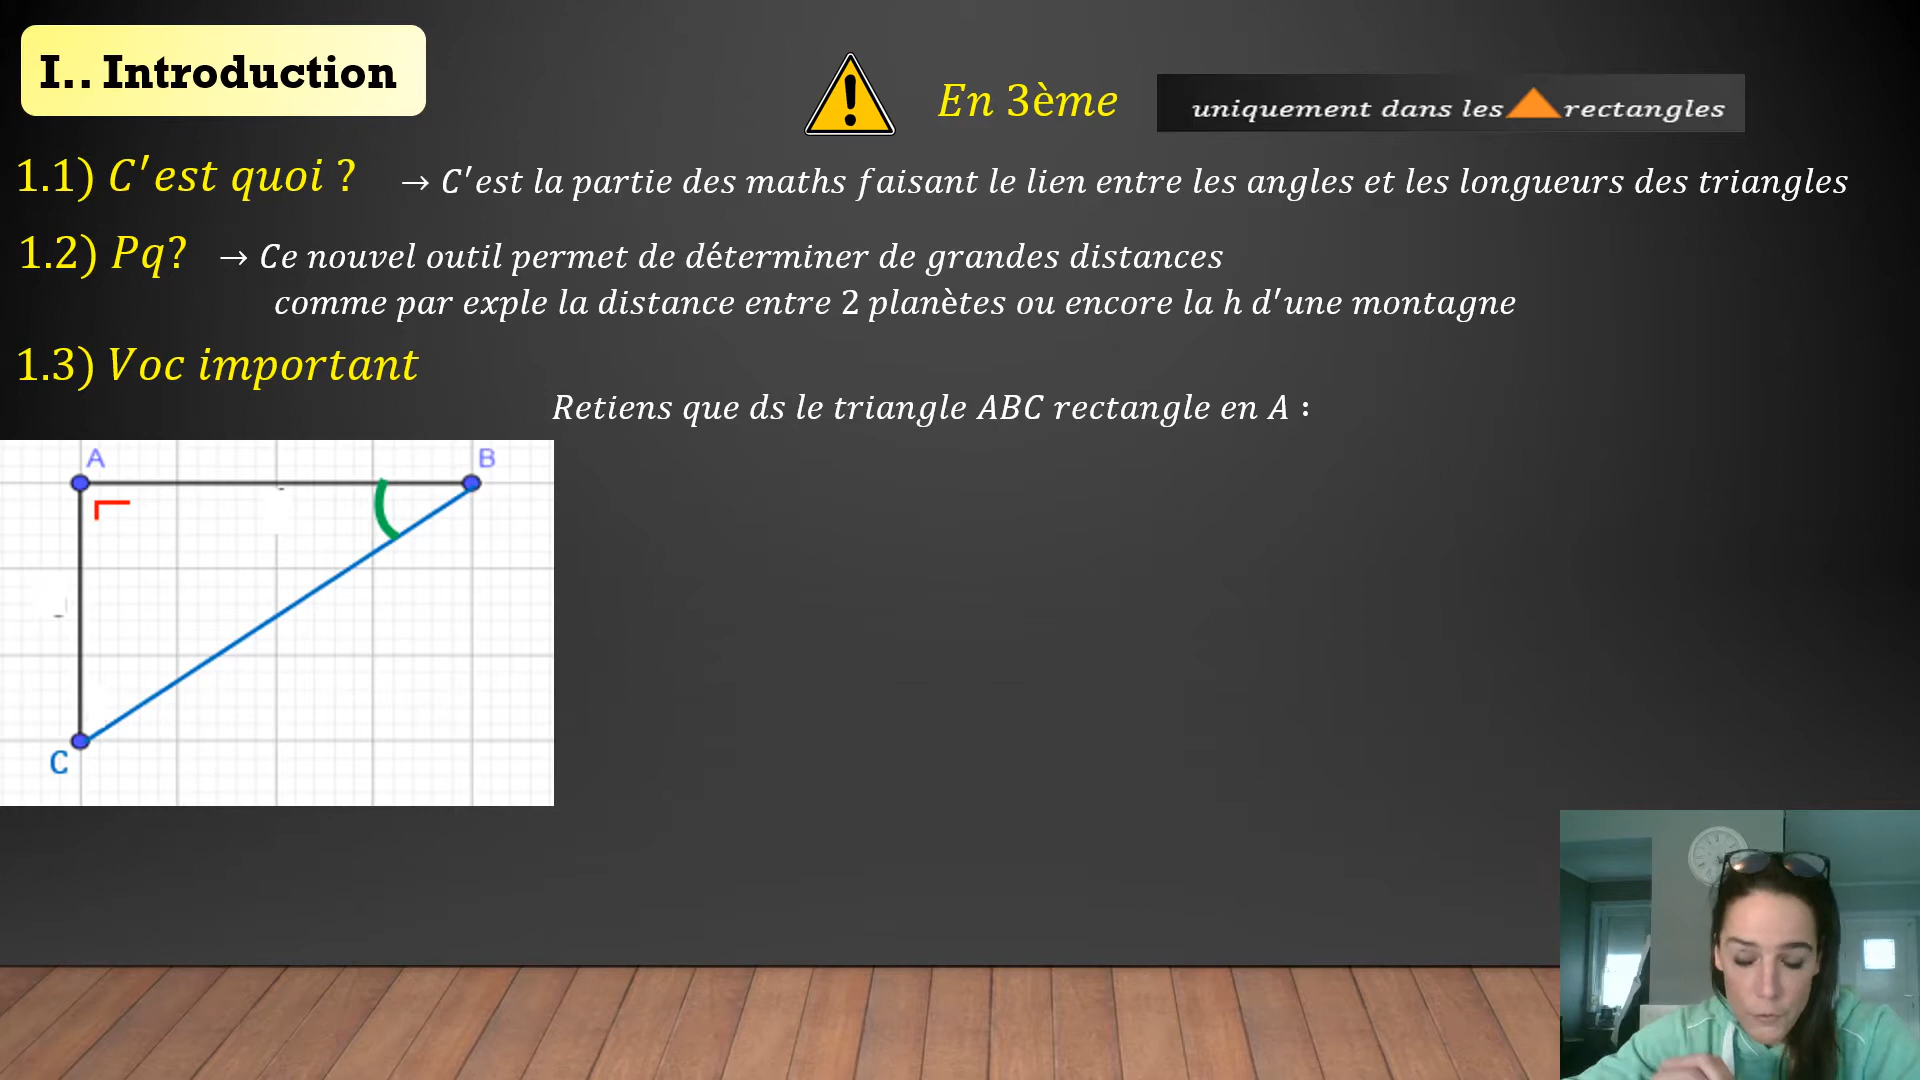 I.. Introduction
En 3ème uniquement dans les rectangles
1.1) C'est quoi ? → C'est la partie des maths faisant le lien entre les angles et les longueurs des triangles
1.2) Pq? → Ce nouvel outil permet de déterminer de grandes distances
comme par exple la distance entre 2 planètes ou encore la h d'une montagne
1.3) Voc important
Retiens que ds le triangle ABC rectangle en A :
A
B
C